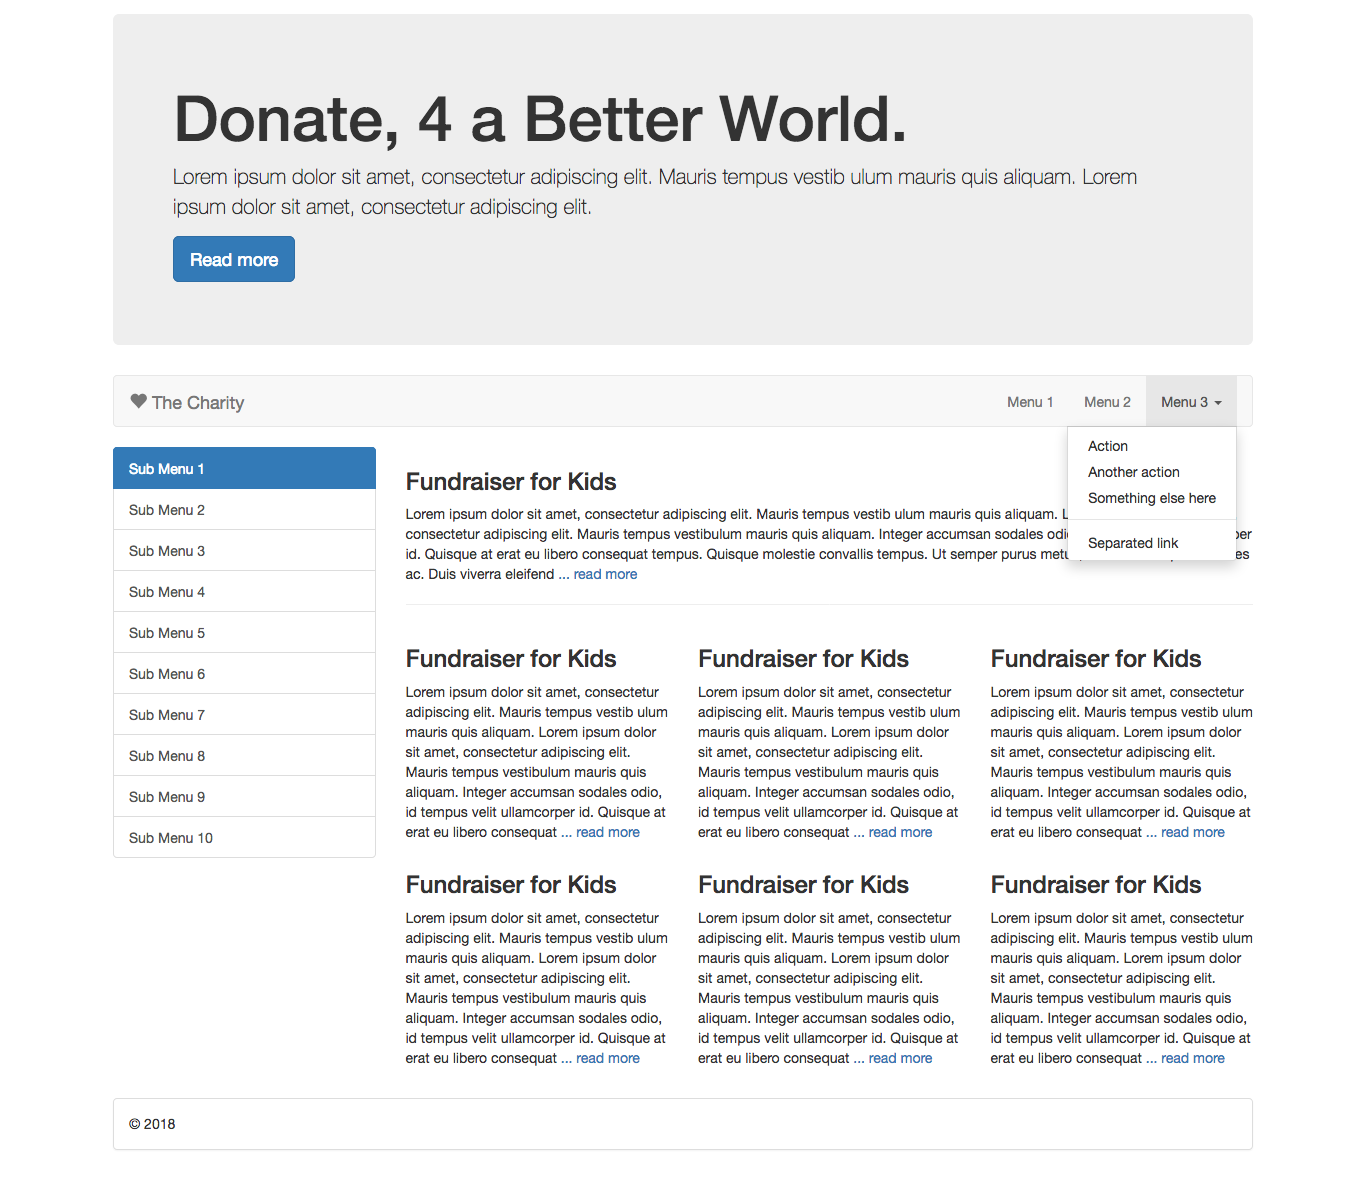 Donate, 4 a Better World.
Lorem ipsum dolor sit amet, consectetur adipiscing elit. Mauris tempus vestib ulum mauris quis aliquam. Lorem
ipsum dolor sit amet, consectetur adipiscing elit.
Read more
The Charity
Menu 1
Menu 2
Menu 3
Action
Another action
Something else here
Separated link
Sub Menu 1
Sub Menu 2
Sub Menu 3
Sub Menu 4
Sub Menu 5
Sub Menu 6
Sub Menu 7
Sub Menu 8
Sub Menu 9
Sub Menu 10
Fundraiser for Kids
Lorem ipsum dolor sit amet, consectetur adipiscing elit. Mauris tempus vestib ulum mauris quis aliquam.
consectetur adipiscing elit. Mauris tempus vestibulum mauris quis aliquam. Integer accumsan sodales
id. Quisque at erat eu libero consequat tempus. Quisque molestie convallis tempus. Ut semper purus
ac. Duis viverra eleifend ... read more
Fundraiser for Kids
Lorem ipsum dolor sit amet, consectetur
adipiscing elit. Mauris tempus vestib ulum
mauris quis aliquam. Lorem ipsum dolor
sit amet, consectetur adipiscing elit.
Mauris tempus vestibulum mauris quis
aliquam. Integer accumsan sodales odio,
id tempus velit ullamcorper id. Quisque at
erat eu libero consequat ... read more
Fundraiser for Kids
Lorem ipsum dolor sit amet, consectetur
adipiscing elit. Mauris tempus vestib ulum
mauris quis aliquam. Lorem ipsum dolor
sit amet, consectetur adipiscing elit.
Mauris tempus vestibulum mauris quis
aliquam. Integer accumsan sodales odio,
id tempus velit ullamcorper id. Quisque at
erat eu libero consequat ... read more
Fundraiser for Kids
Lorem ipsum dolor sit amet, consectetur
adipiscing elit. Mauris tempus vestib ulum
mauris quis aliquam. Lorem ipsum dolor
sit amet, consectetur adipiscing elit.
Mauris tempus vestibulum mauris quis
aliquam. Integer accumsan sodales odio,
id tempus velit ullamcorper id. Quisque at
erat eu libero consequat ... read more
Fundraiser for Kids
Lorem ipsum dolor sit amet, consectetur
adipiscing elit. Mauris tempus vestib ulum
mauris quis aliquam. Lorem ipsum dolor
sit amet, consectetur adipiscing elit.
Mauris tempus vestibulum mauris quis
aliquam. Integer accumsan sodales odio,
id tempus velit ullamcorper id. Quisque at
erat eu libero consequat ... read more
Fundraiser for Kids
Lorem ipsum dolor sit amet, consectetur
adipiscing elit. Mauris tempus vestib ulum
mauris quis aliquam. Lorem ipsum dolor
sit amet, consectetur adipiscing elit.
Mauris tempus vestibulum mauris quis
aliquam. Integer accumsan sodales odio,
id tempus velit ullamcorper id. Quisque at
erat eu libero consequat ... read more
Fundraiser for Kids
Lorem ipsum dolor sit amet, consectetur
adipiscing elit. Mauris tempus vestib ulum
mauris quis aliquam. Lorem ipsum dolor
sit amet, consectetur adipiscing elit.
Mauris tempus vestibulum mauris quis
aliquam. Integer accumsan sodales odio,
id tempus velit ullamcorper id. Quisque at
erat eu libero consequat ... read more
© 2018